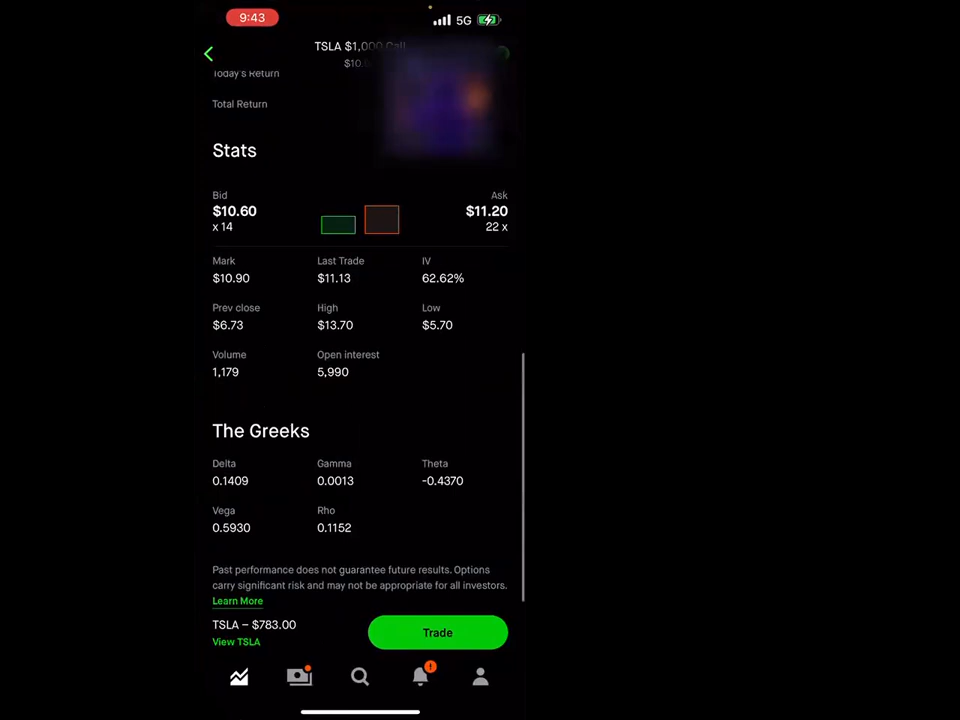 9:43
5G
TSLA $1,000 Call
$10.
Today's Return
Total Return
Stats
Bid
Ask
$10.60
$11.20
x 14
22 x
Mark
Last Trade
IV
$10.90
$11.13
62.62%
Prev close
High
Low
$6.73
$13.70
$5.70
Volume
Open interest
1,179
5,990
The Greeks
Delta
Gamma
Theta
0.1409
0.0013
-0.4370
Vega
Rho
0.5930
0.1152
Past performance does not guarantee future results. Options
carry significant risk and may not be appropriate for all investors.
Learn More
TSLA – $783.00
View TSLA
Trade
!